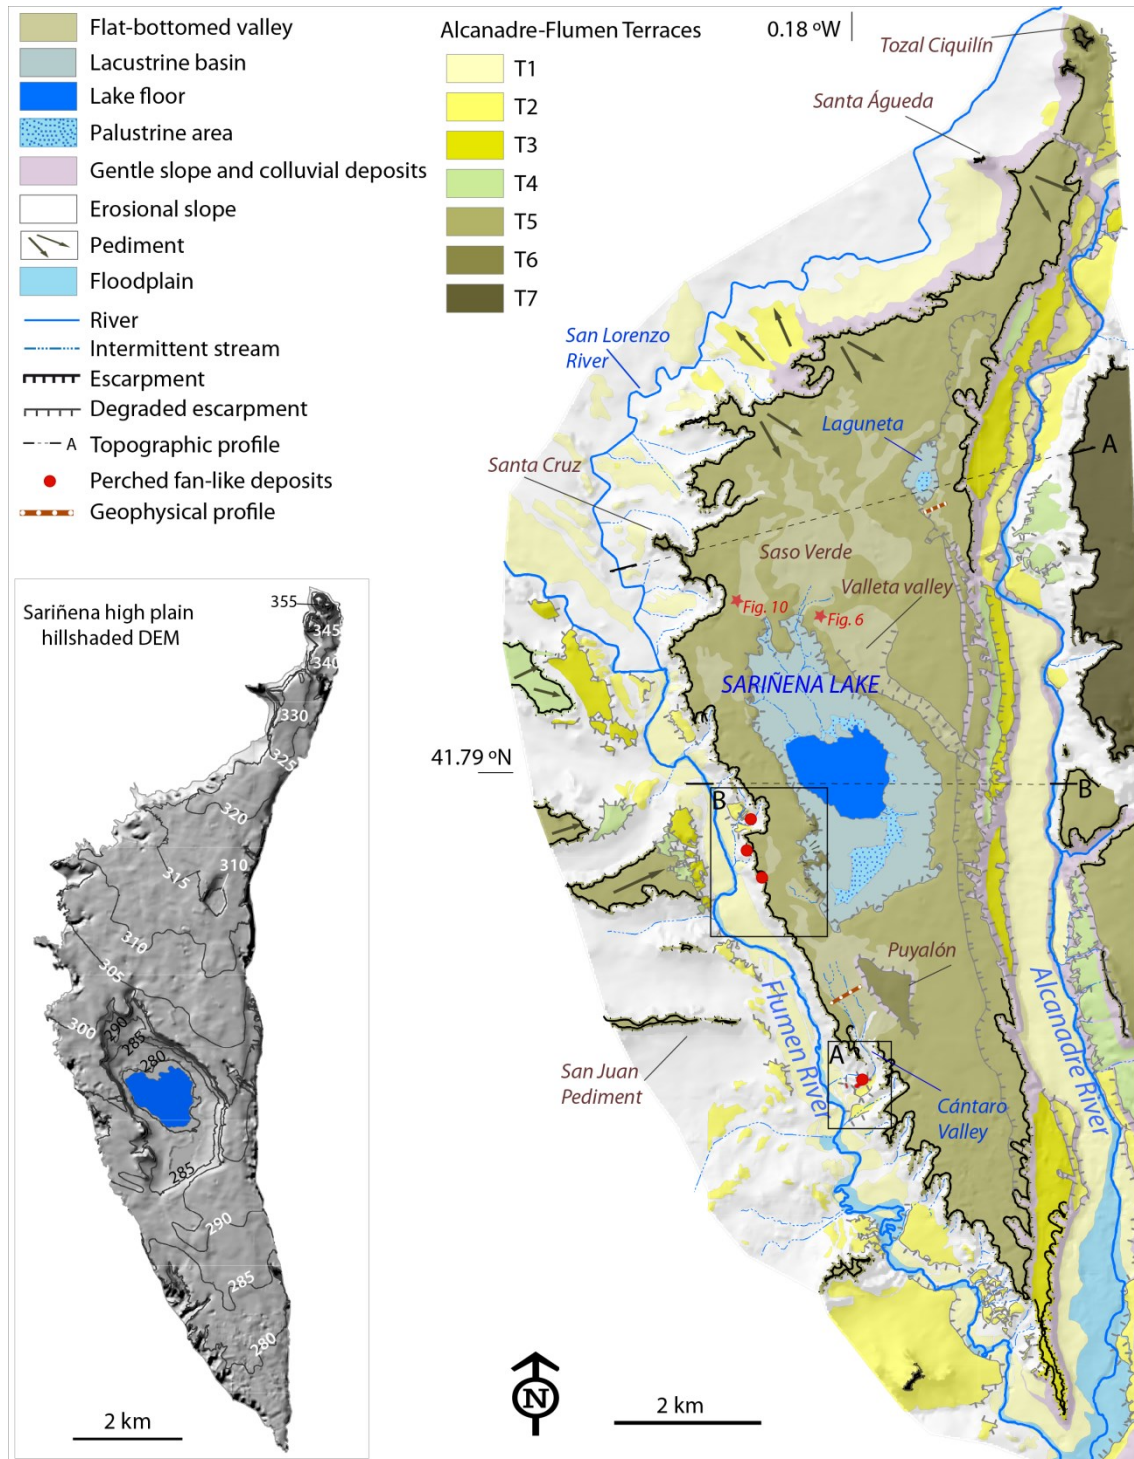 Flat-bottomed valley
Lacustrine basin
Lake floor
Palustrine area
Gentle slope and colluvial deposits
Erosional slope
Pediment
Floodplain
River
Intermittent stream
Escarpment
Degraded escarpment
A Topographic profile
Perched fan-like deposits
Geophysical profile
Alcanadre-Flumen Terraces
T1
T2
T3
T4
T5
T6
T7
0.18 ºW
Tozal Ciquilín
Santa Águeda
San Lorenzo
River
Laguneta
A
Santa Cruz
Saso Verde
Valleta valley
Fig. 10
Fig. 6
SARIÑENA LAKE
41.79 ºN
B
B
Puyalón
Flumen River
Alcanadre River
A
San Juan
Pediment
Cántaro
Valley
N
2 km
Sariñena high plain
hillshaded DEM
355
345
340
330
325
320
310
315
310
305
300
290
285
280
285
290
285
280
2 km